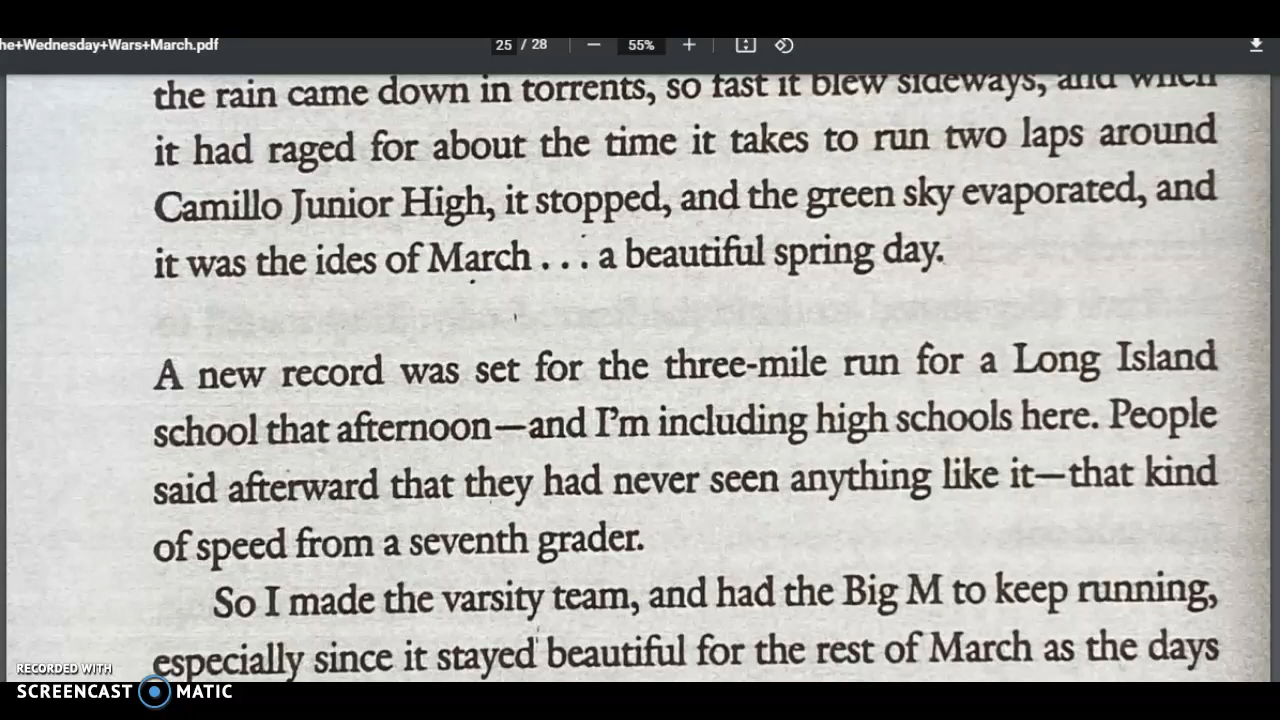 he+Wednesday+Wars+March.pdf
25 / 28
55%
the rain came down in torrents, so fast it blew sideways, and when
it had raged for about the time it takes to run two laps around
Camillo Junior High, it stopped, and the green sky evaporated, and
it was the ides of March . . . a beautiful spring day.
A new record was set for the three-mile run for a Long Island
school that afternoon—and I'm including high schools here. People
said afterward that they had never seen anything like it—that kind
of speed from a seventh grader.
So I made the varsity team, and had the Big M to keep running,
especially since it stayed beautiful for the rest of March as the days
RECORDED WITH
SCREENCAST MATIC